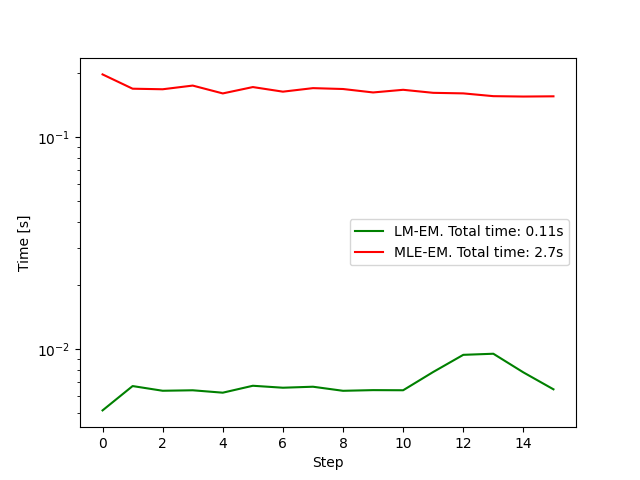 10⁻¹
10⁻²
Time [s]
LM-EM. Total time: 0.11s
MLE-EM. Total time: 2.7s
0 2 4 6 8 10 12 14
Step